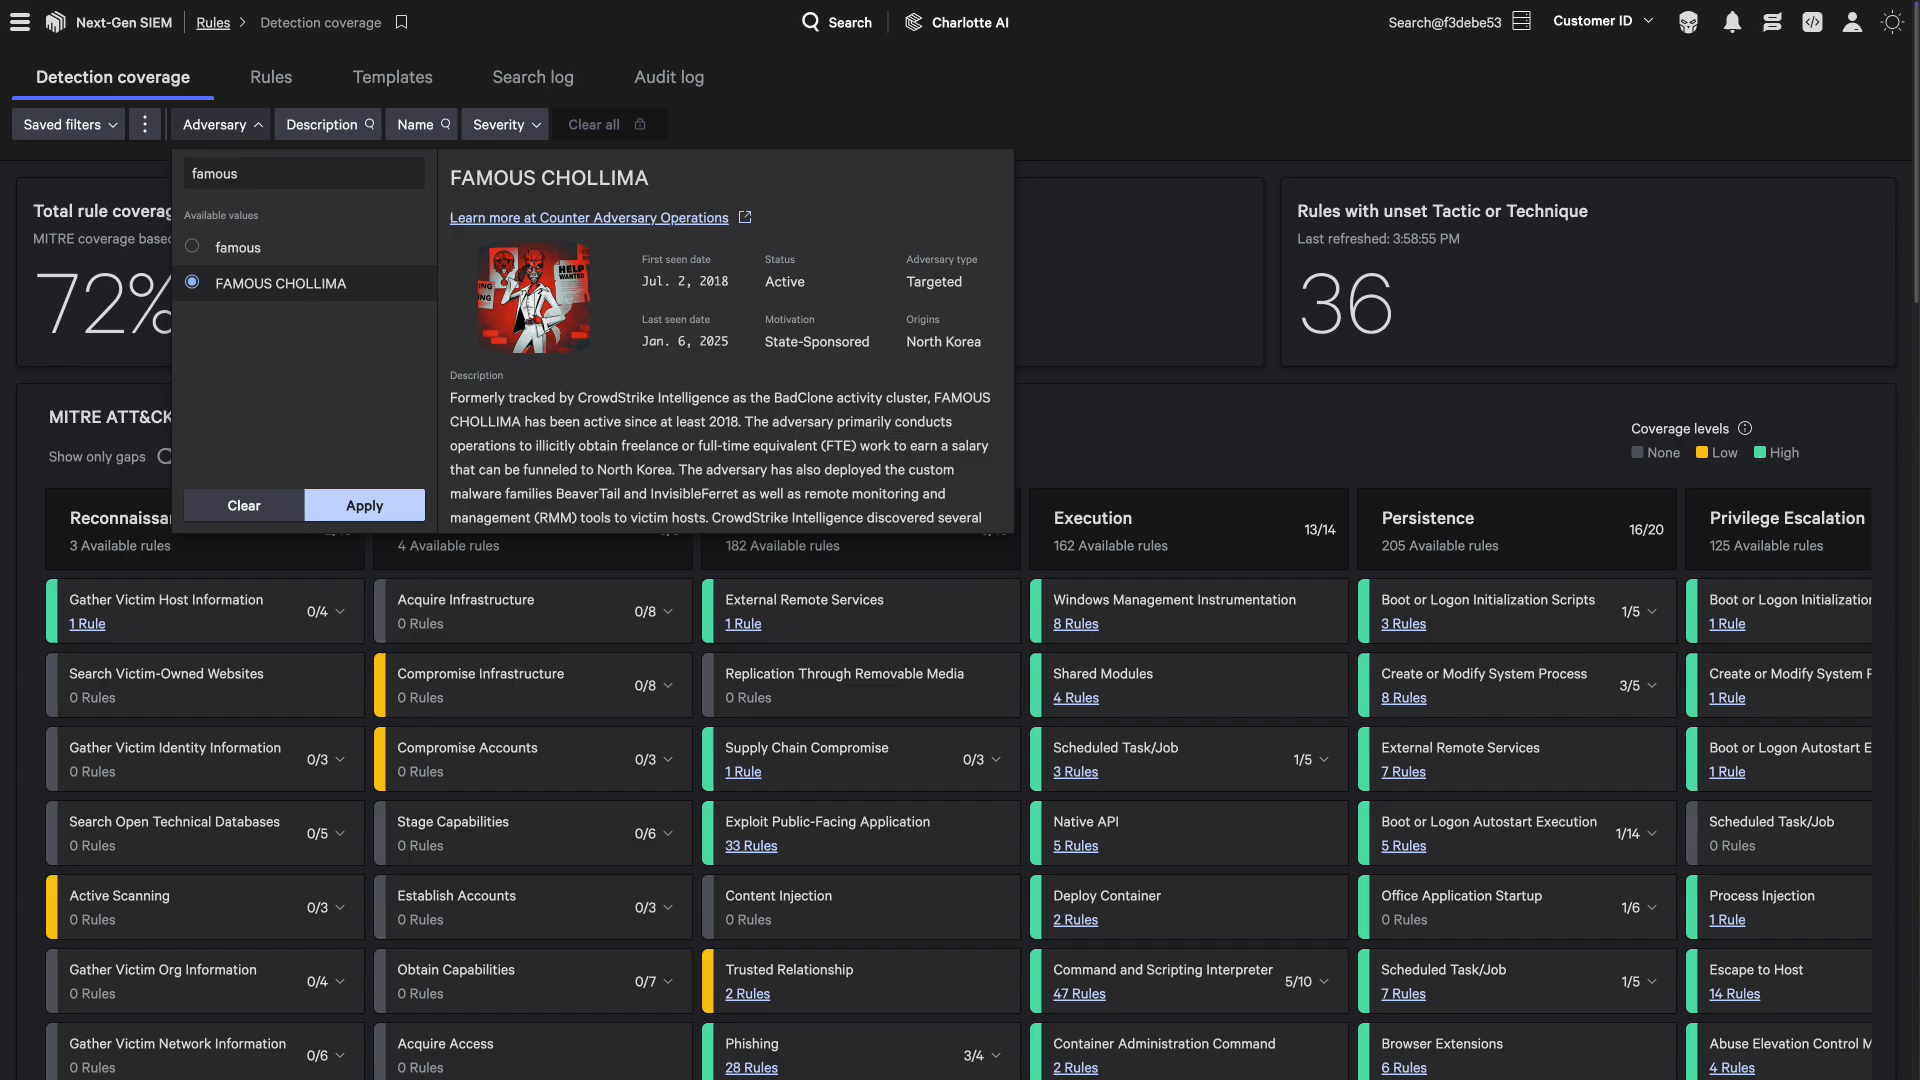 Next-Gen SIEM
Rules
Detection coverage
Search
Charlotte AI
Search@f3debe53
Customer ID
Detection coverage
Rules
Templates
Search log
Audit log
Saved filters
Adversary
Description
Name
Severity
Clear all
famous
Available values
famous
FAMOUS CHOLLIMA
Clear
Apply
FAMOUS CHOLLIMA
Learn more at Counter Adversary Operations
HELP
WANTED
First seen date
Jul. 2, 2018
Status
Active
Adversary type
Targeted
Last seen date
Jan. 6, 2025
Motivation
State-Sponsored
Origins
North Korea
Description
Formerly tracked by CrowdStrike Intelligence as the BadClone activity cluster, FAMOUS
CHOLLIMA has been active since at least 2018. The adversary primarily conducts
operations to illicitly obtain freelance or full-time equivalent (FTE) work to earn a salary
that can be funneled to North Korea. The adversary has also deployed the custom
malware families BeaverTail and InvisibleFerret as well as remote monitoring and
management (RMM) tools to victim hosts. CrowdStrike Intelligence discovered several
Total rule coverag
MITRE coverage base
72%
Rules with unset Tactic or Technique
Last refreshed: 3:58:55 PM
36
MITRE ATT&CK
Show only gaps
Coverage levels
None
Low
High
Reconnaissa
3 Available rules
4 Available rules
182 Available rules
Execution
162 Available rules
13/14
Persistence
205 Available rules
16/20
Privilege Escalation
125 Available rules
Gather Victim Host Information
1 Rule
0/4
Acquire Infrastructure
0 Rules
0/8
External Remote Services
1 Rule
Windows Management Instrumentation
8 Rules
Boot or Logon Initialization Scripts
3 Rules
1/5
Boot or Logon Initialization
1 Rule
Search Victim-Owned Websites
0 Rules
Compromise Infrastructure
0 Rules
0/8
Replication Through Removable Media
0 Rules
Shared Modules
4 Rules
Create or Modify System Process
8 Rules
3/5
Create or Modify System P
1 Rule
Gather Victim Identity Information
0 Rules
0/3
Compromise Accounts
0 Rules
0/3
Supply Chain Compromise
1 Rule
0/3
Scheduled Task/Job
3 Rules
1/5
External Remote Services
7 Rules
Boot or Logon Autostart E
1 Rule
Search Open Technical Databases
0 Rules
0/5
Stage Capabilities
0 Rules
0/6
Exploit Public-Facing Application
33 Rules
Native API
5 Rules
Boot or Logon Autostart Execution
5 Rules
1/14
Scheduled Task/Job
0 Rules
Active Scanning
0 Rules
0/3
Establish Accounts
0 Rules
0/3
Content Injection
0 Rules
Deploy Container
2 Rules
Office Application Startup
0 Rules
1/6
Process Injection
1 Rule
Gather Victim Org Information
0 Rules
0/4
Obtain Capabilities
0 Rules
0/7
Trusted Relationship
2 Rules
Command and Scripting Interpreter
47 Rules
5/10
Scheduled Task/Job
7 Rules
1/5
Escape to Host
14 Rules
Gather Victim Network Information
0 Rules
0/6
Acquire Access
0 Rules
Phishing
28 Rules
3/4
Container Administration Command
2 Rules
Browser Extensions
6 Rules
Abuse Elevation Control M
4 Rules